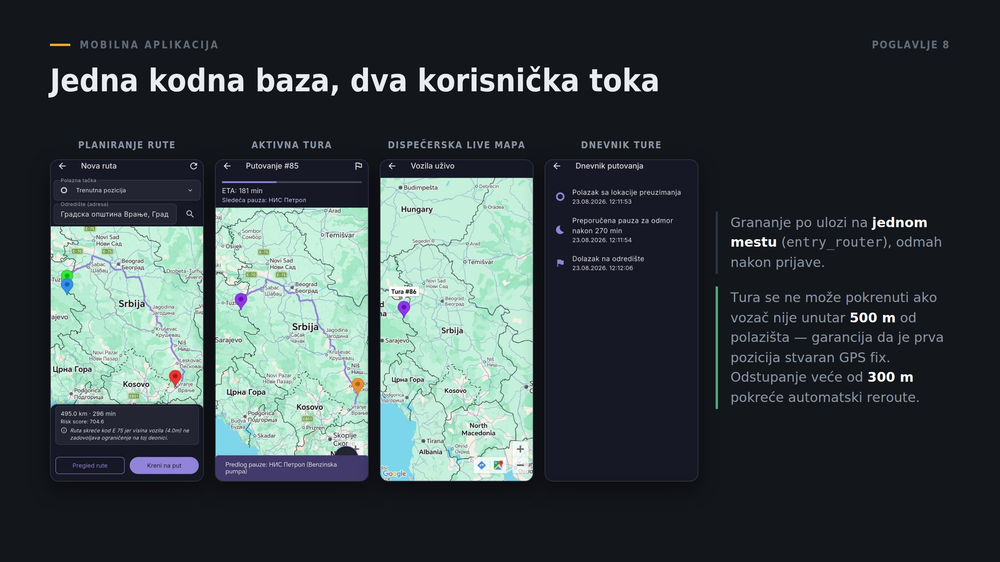 MOBILNA APLIKACIJA
POGLAVLJE 8
Jedna kodna baza, dva korisnička toka
PLANIRANJE RUTE
Nova ruta
Polazna tačka
Trenutna pozicija
Odredište (adresa)
Градска општина Врање, Град
E-75
Novi Sad
Нови Сад
E-70
E-75
Beograd
Београд
Šabac
Шабац
Drobeta-Turnu
Severin
Srbija
Jagodina
Јагодина
Kruševac
Крушевац
Niš
Ниш
Novi Pazar
Нови Пазар
Leskovac
Црна Гора
Kosovo
Vranje
Врање
Podgorica
Подгорица
E851
495.0 km · 296 min
Risk score: 704.6
Ruta skreće kod E 75 jer visina vozila (4.0m) ne
zadovoljava ograničenje na toj deonici.
Pregled rute
Kreni na put
AKTIVNA TURA
Putovanje #85
ETA: 181 min
Sledeća pauza: НИС Петрол
Arad
Sombor
Сомбор
Temišvar
Osijek
E-75
Novi Sad
Нови Сад
E-70
E-75
Beograd
Београд
Šabac
Шабац
Srbija
Jagodina
Јагодина
Čačak
Чачак
Sarajevo
Kruševac
Крушевац
Niš
Ниш
Novi Pazar
Нови Пазар
Црна Гора
Kosovo
Vranje
Врање
Podgorica
Подгорица
E851
Budva
Будва
Prizren
Skadar
Skoplje
Скопје
Predlog pauze: НИС Петрол (Benzinska
pumpa)
DISPEČERSKA LIVE MAPA
Vozila uživo
Budimpešta
Debrecin
Hungary
Oradea
Segedin
Arad
Temišvar
Novi Sad
Нови Сад
Tura #86
Beograd
Београд
Srbija
Sarajevo
Niš
Ниш
Црна Гора
Kosovo
Podgorica
Подгорица
North
Macedonia
Tirana
Ohrid
Охрид
Albania
Google
DNEVNIK TURE
Dnevnik putovanja
Polazak sa lokacije preuzimanja
23.08.2026. 12:11:53
Preporučena pauza za odmor
nakon 270 min
23.08.2026. 12:11:54
Dolazak na odredište
23.08.2026. 12:12:06
Grananje po ulozi na jednom
mestu (entry_router), odmah
nakon prijave.
Tura se ne može pokrenuti ako
vozač nije unutar 500 m od
polazišta — garancija da je prva
pozicija stvaran GPS fix.
Odstupanje veće od 300 m
pokreće automatski reroute.